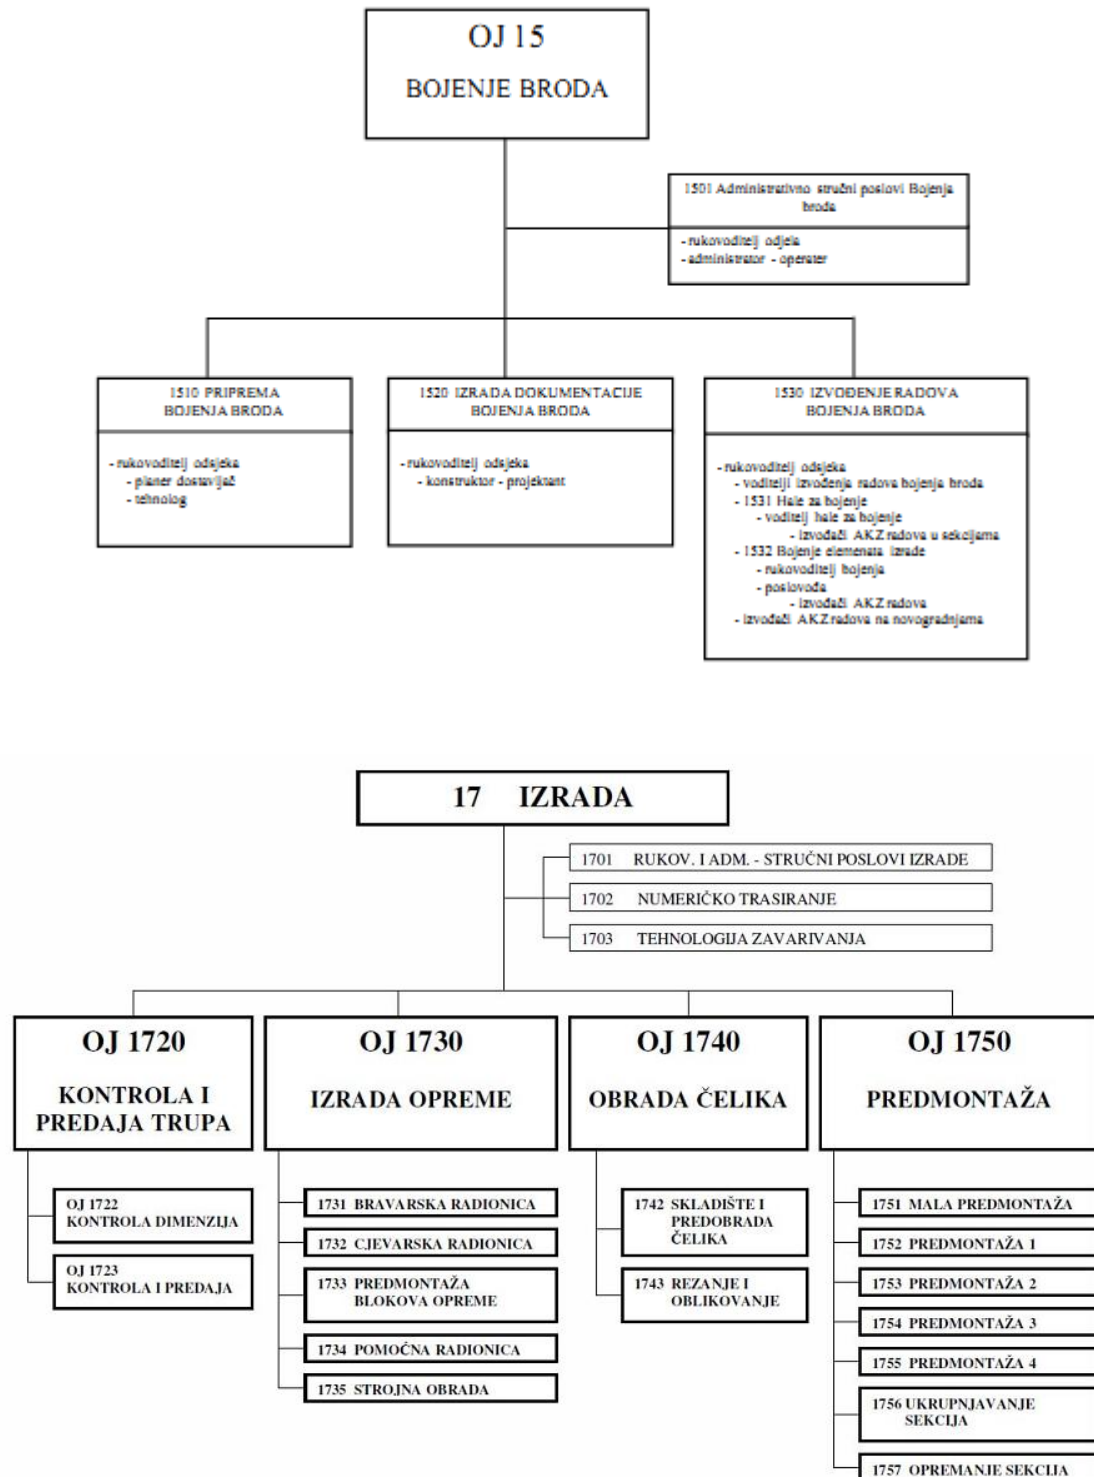 OJ 15
BOJENJE BRODA
1501 Administrativno stručni poslovi Bojenja
broda
- rukovoditelj odjela
- administrator - operater
1510 PRIPREMA
BOJENJA BRODA
- rukovoditelj odsjeka
- planer dostavljač
- tehnolog
1520 IZRADA DOKUMENTACIJE
BOJENJA BRODA
- rukovoditelj odsjeka
- konstruktor - projektant
1530 IZVOĐENJE RADOVA
BOJENJA BRODA
- rukovoditelj odsjeka
- voditelji izvođenja radova bojenja broda
- 1531 Hale za bojenje
- voditelj hale za bojenje
- izvođači AKZ radova u sekcijama
- 1532 Bojenje elemenata izrade
- rukovoditelj bojenja
- poslovođa
- izvođači AKZ radova
- izvođači AKZ radova na novogradnjama
17 IZRADA
1701 RUKOV. I ADM. - STRUČNI POSLOVI IZRADE
1702 NUMERIČKO TRASIRANJE
1703 TEHNOLOGIJA ZAVARIVANJA
OJ 1720
KONTROLA I
PREDAJA TRUPA
OJ 1722
KONTROLA DIMENZIJA
OJ 1723
KONTROLA I PREDAJA
OJ 1730
IZRADA OPREME
1731 BRAVARSKA RADIONICA
1732 CJEVARSKA RADIONICA
1733 PREDMONTAŽA
BLOKOVA OPREME
1734 POMOĆNA RADIONICA
1735 STROJNA OBRADA
OJ 1740
OBRADA ČELIKA
1742 SKLADIŠTE I
PREDOBRADA
ČELIKA
1743 REZANJE I
OBLIKOVANJE
OJ 1750
PREDMONTAŽA
1751 MALA PREDMONTAŽA
1752 PREDMONTAŽA 1
1753 PREDMONTAŽA 2
1754 PREDMONTAŽA 3
1755 PREDMONTAŽA 4
1756 UKRUPNJAVANJE
SEKCIJA
1757 OPREMANJE SEKCIJA